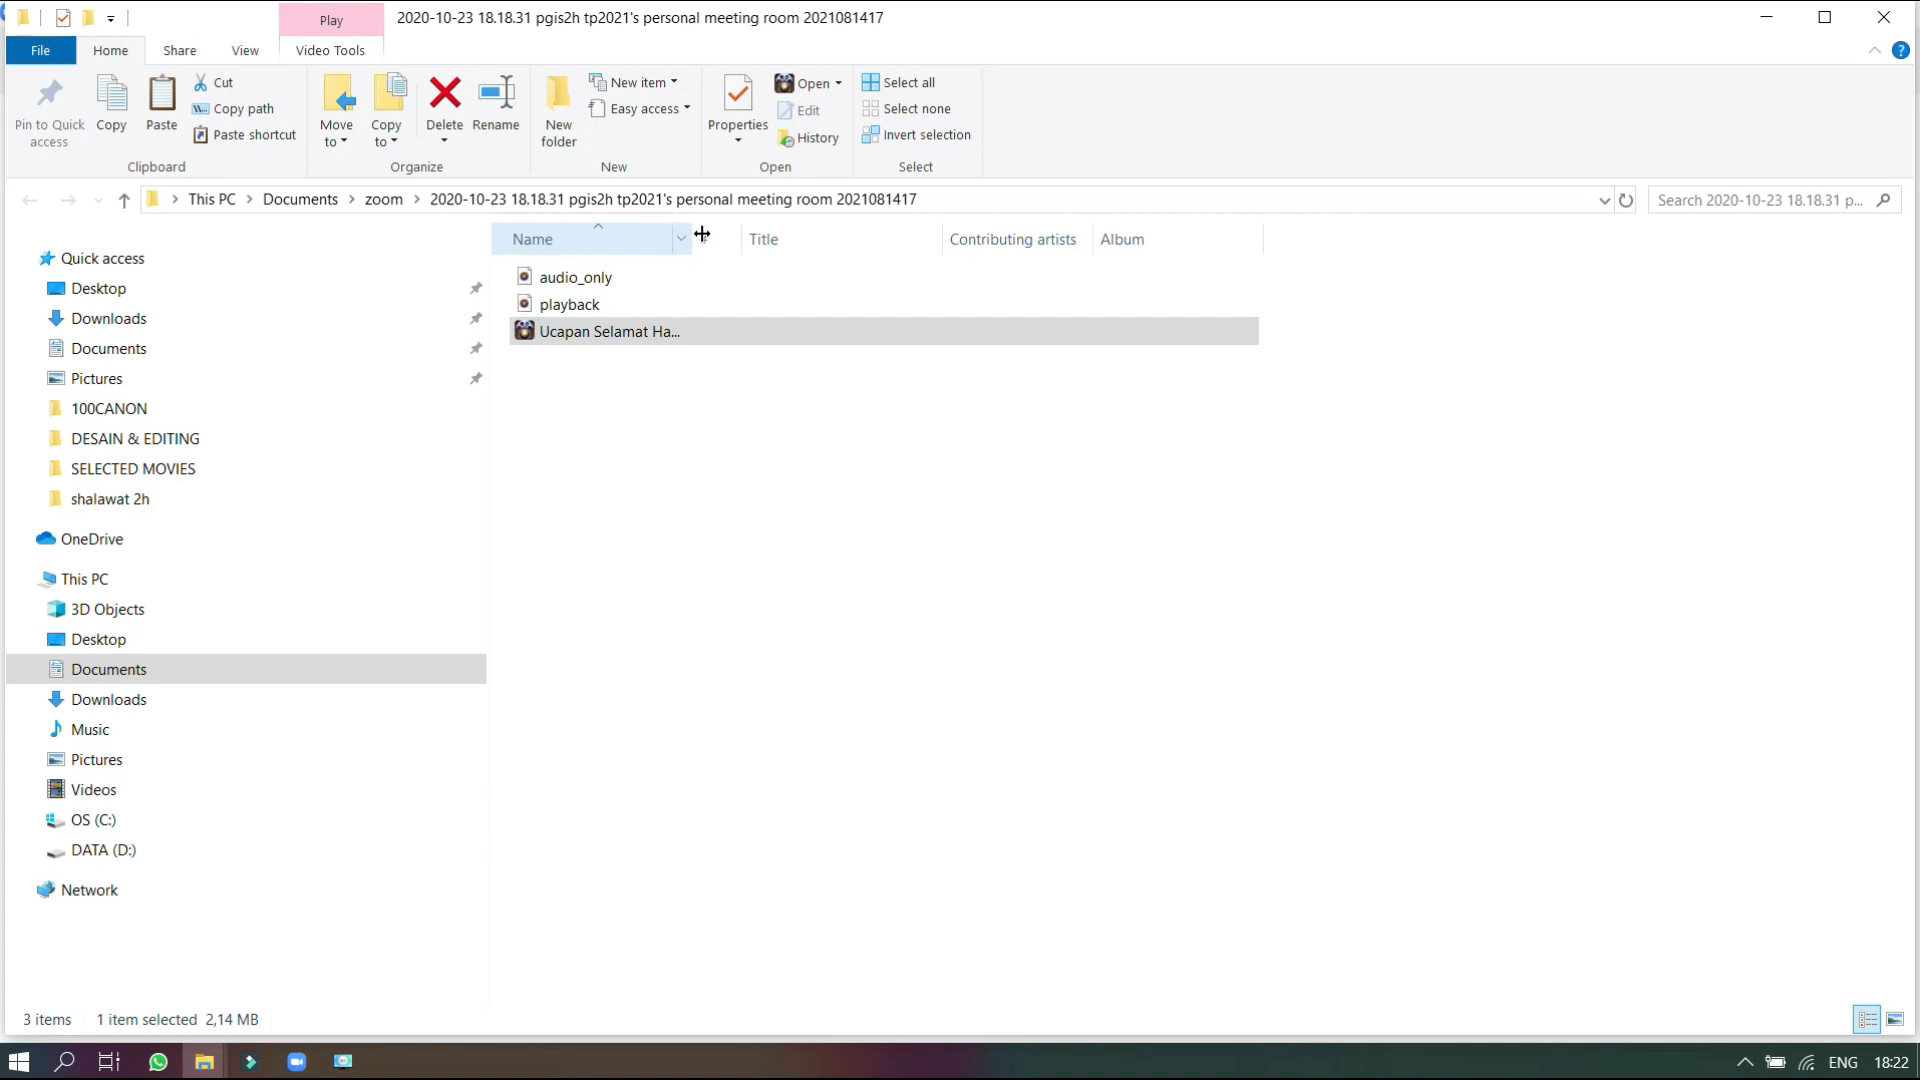 Play
2020-10-23 18.18.31 pgis2h tp2021's personal meeting room 2021081417
File
Home
Share
View
Video Tools
Pin to Quick access
Copy
Paste
Cut
Copy path
Paste shortcut
Clipboard
Move to
Copy to
Delete
Rename
Organize
New folder
New item
Easy access
New
Properties
Open
Edit
History
Open
Select all
Select none
Invert selection
Select
This PC
Documents
zoom
2020-10-23 18.18.31 pgis2h tp2021's personal meeting room 2021081417
Search 2020-10-23 18.18.31 p...
Name
Title
Contributing artists
Album
audio_only
playback
Ucapan Selamat Ha...
Quick access
Desktop
Downloads
Documents
Pictures
100CANON
DESAIN & EDITING
SELECTED MOVIES
shalawat 2h
OneDrive
This PC
3D Objects
Desktop
Documents
Downloads
Music
Pictures
Videos
OS (C:)
DATA (D:)
Network
3 items
1 item selected 2,14 MB
ENG
18:22